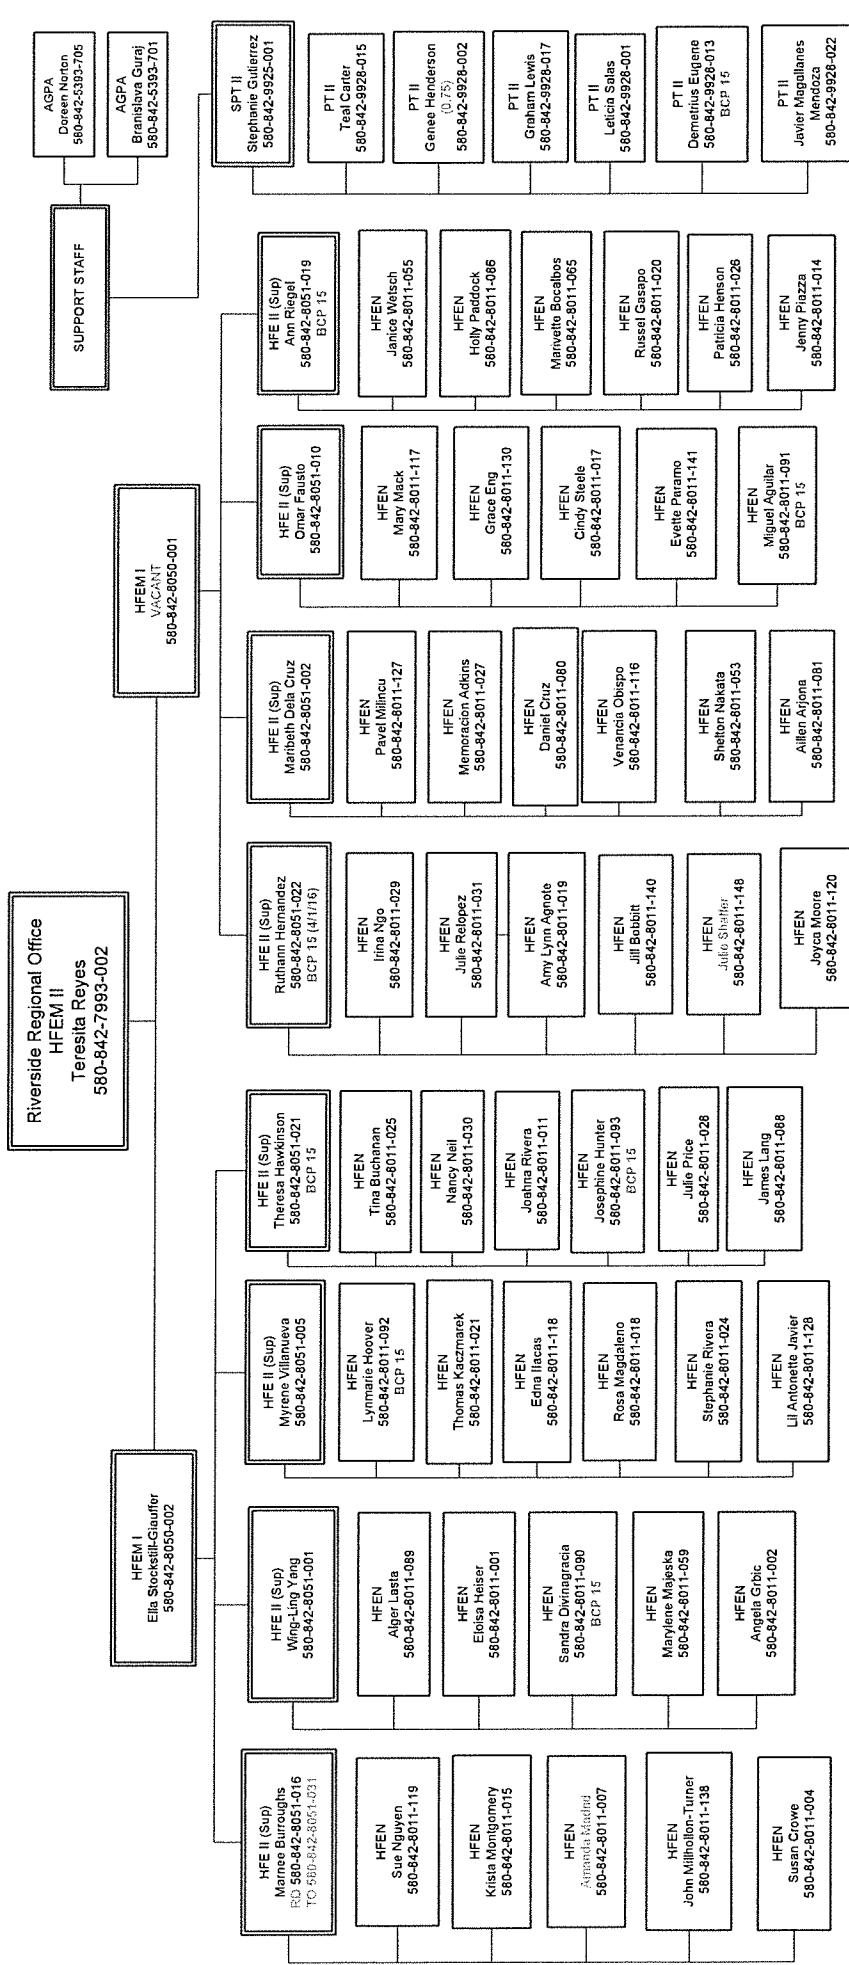 Riverside Regional Office
HFEM II
Teresita Reyes
580-842-7993-002
HFEM I
Ella Stockstill-Giauffer
580-842-8050-002
HFEM I
VACANT
580-842-8050-001
SUPPORT STAFF
AGPA
Doreen Norton
580-842-5393-705
AGPA
Branislava Guraj
580-842-5393-701
HFE II (Sup)
Marnee Burroughs
RD 580-842-8051-016
TO 580-842-8051-031
HFEN
Sue Nguyen
580-842-8011-119
HFEN
Krista Montgomery
580-842-8011-015
HFEN
Amanda Madrid
580-842-8011-007
HFEN
John Millhollon-Turner
580-842-8011-138
HFEN
Susan Crowe
580-842-8011-004
HFE II (Sup)
Wing-Ling Yang
580-842-8051-001
HFEN
Alger Lasta
580-842-8011-089
HFEN
Eloisa Heiser
580-842-8011-001
HFEN
Sandra Divinagracia
580-842-8011-090
BCP 15
HFEN
Marylene Majeska
580-842-8011-059
HFEN
Angela Grbic
580-842-8011-002
HFE II (Sup)
Myrene Villanueva
580-842-8051-005
HFEN
Lynmarie Hoover
580-842-8011-092
BCP 15
HFEN
Thomas Kaczmarek
580-842-8011-021
HFEN
Edna Ilacas
580-842-8011-118
HFEN
Rosa Magdaleno
580-842-8011-018
HFEN
Stephanie Rivera
580-842-8011-024
HFEN
Lil Antonette Javier
580-842-8011-128
HFE II (Sup)
Theresa Hawkinson
580-842-8051-021
BCP 15
HFEN
Tina Buchanan
580-842-8011-025
HFEN
Nancy Neil
580-842-8011-030
HFEN
Joahna Rivera
580-842-8011-011
HFEN
Josephine Hunter
580-842-8011-093
BCP 15
HFEN
Julie Price
580-842-8011-028
HFEN
James Lang
580-842-8011-088
HFE II (Sup)
Ruthann Hernandez
580-842-8051-022
BCP 15 (4/1/16)
HFEN
Irina Ngo
580-842-8011-029
HFEN
Julie Relopez
580-842-8011-031
HFEN
Amy Lynn Agnote
580-842-8011-019
HFEN
Jill Bobbitt
580-842-8011-140
HFEN
Julie Shaffer
580-842-8011-148
HFEN
Joyca Moore
580-842-8011-120
HFE II (Sup)
Maribeth Dela Cruz
580-842-8051-002
HFEN
Pavel Milincu
580-842-8011-127
HFEN
Memoracion Adkins
580-842-8011-027
HFEN
Daniel Cruz
580-842-8011-080
HFEN
Venancia Obispo
580-842-8011-116
HFEN
Shelton Nakata
580-842-8011-053
HFEN
Aillen Arjona
580-842-8011-081
HFE II (Sup)
Omar Fausto
580-842-8051-010
HFEN
Mary Mack
580-842-8011-117
HFEN
Grace Eng
580-842-8011-130
HFEN
Cindy Steele
580-842-8011-017
HFEN
Evette Paramo
580-842-8011-141
HFEN
Miguel Aguilar
580-842-8011-091
BCP 15
HFE II (Sup)
Ann Riegel
580-842-8051-019
BCP 15
HFEN
Janice Wetsch
580-842-8011-055
HFEN
Holly Paddock
580-842-8011-086
HFEN
Marivette Bocalbos
580-842-8011-065
HFEN
Russel Gasapo
580-842-8011-020
HFEN
Patricia Henson
580-842-8011-026
HFEN
Jenny Piazza
580-842-8011-014
SPT II
Stephanie Gutierrez
580-842-9925-001
PT II
Teal Carter
580-842-9928-015
PT II
Genee Henderson
(0.75)
580-842-9928-002
PT II
Graham Lewis
580-842-9928-017
PT II
Leticia Salas
580-842-9928-001
PT II
Demetrius Eugene
580-842-9928-013
BCP 15
PT II
Javier Magallanes
Mendoza
580-842-9928-022